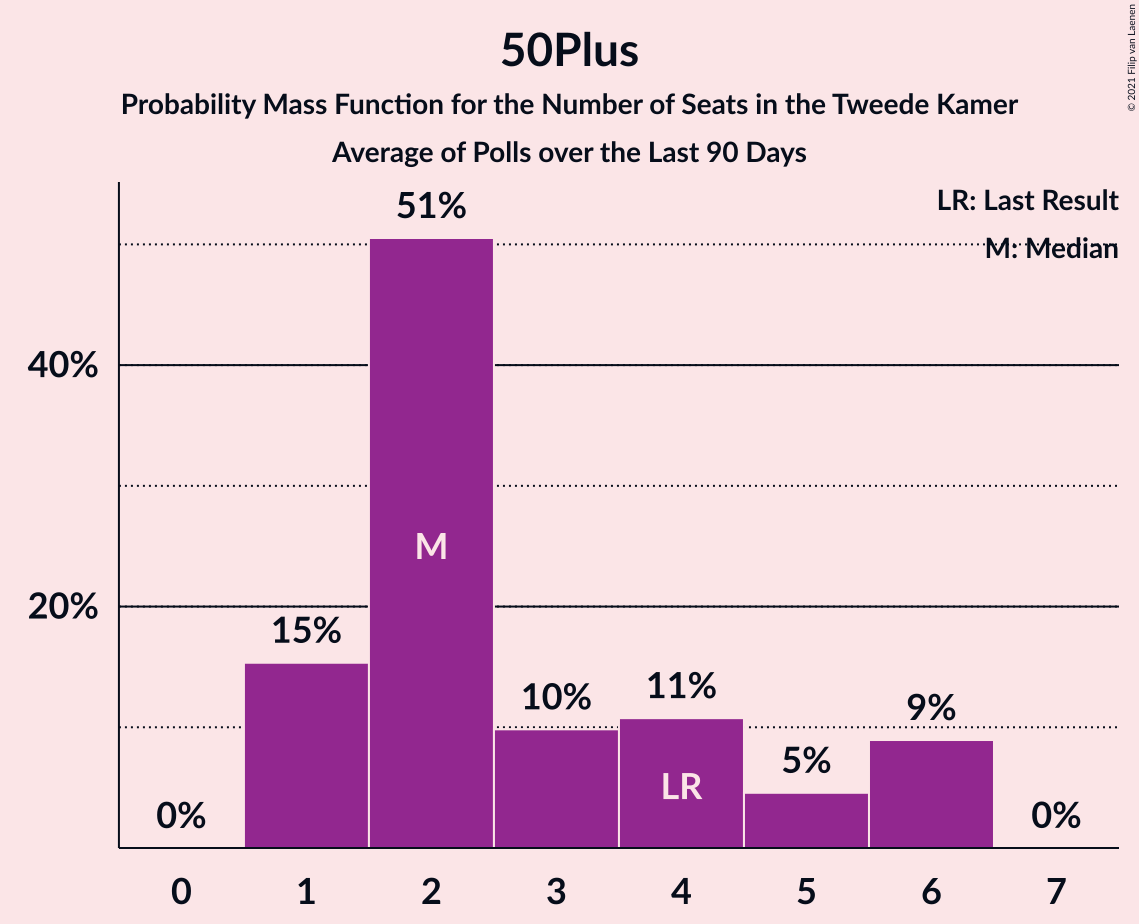 50Plus
Probability Mass Function for the Number of Seats in the Tweede Kamer
Average of Polls over the Last 90 Days
© 2021 Filip van Laenen
LR: Last Result
M: Median
51%
40%
M
20%
15%
10%
11%
9%
5%
LR
0%
0%
0 1 2 3 4 5 6 7